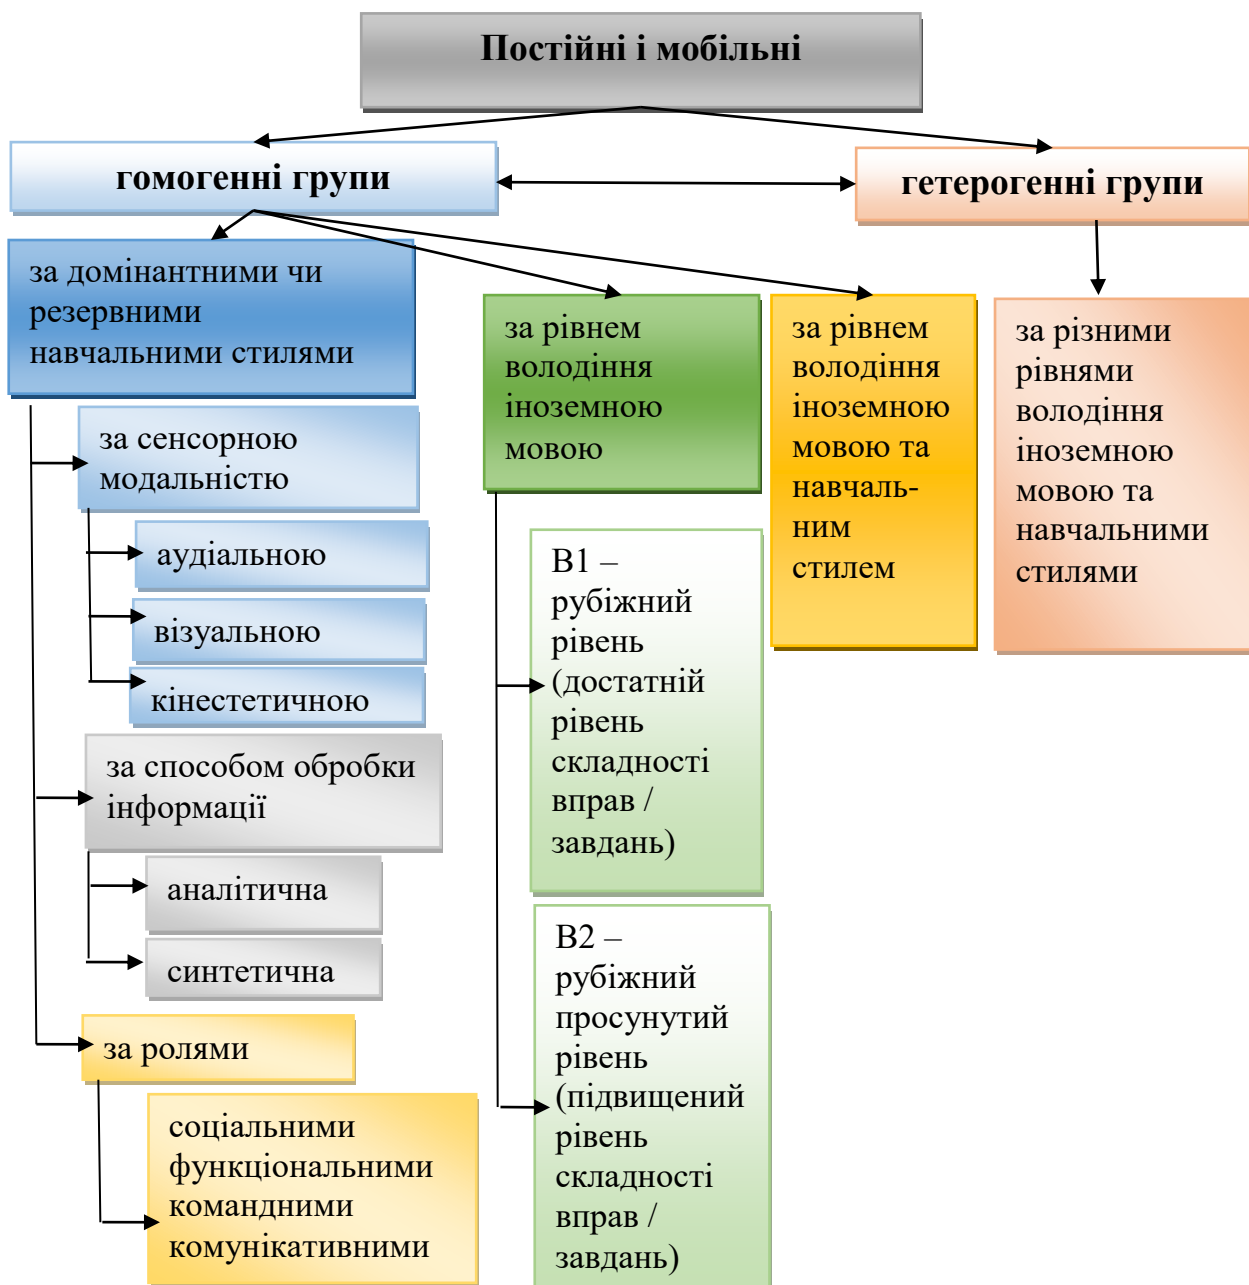 Постійні і мобільні
гомогенні групи
гетерогенні групи
за домінантними чи
резервними
навчальними стилями
за сенсорною
модальністю
аудіальною
візуальною
кінестетичною
за способом обробки
інформації
аналітична
синтетична
за ролями
соціальними
функціональними
командними
комунікативними
за рівнем
володіння
іноземною
мовою
В1 –
рубіжний
рівень
(достатній
рівень
складності
вправ /
завдань)
В2 –
рубіжний
просунутий
рівень
(підвищений
рівень
складності
вправ /
завдань)
за рівнем
володіння
іноземною
мовою та
навчаль-
ним
стилем
за різними
рівнями
володіння
іноземною
мовою та
навчальними
стилями